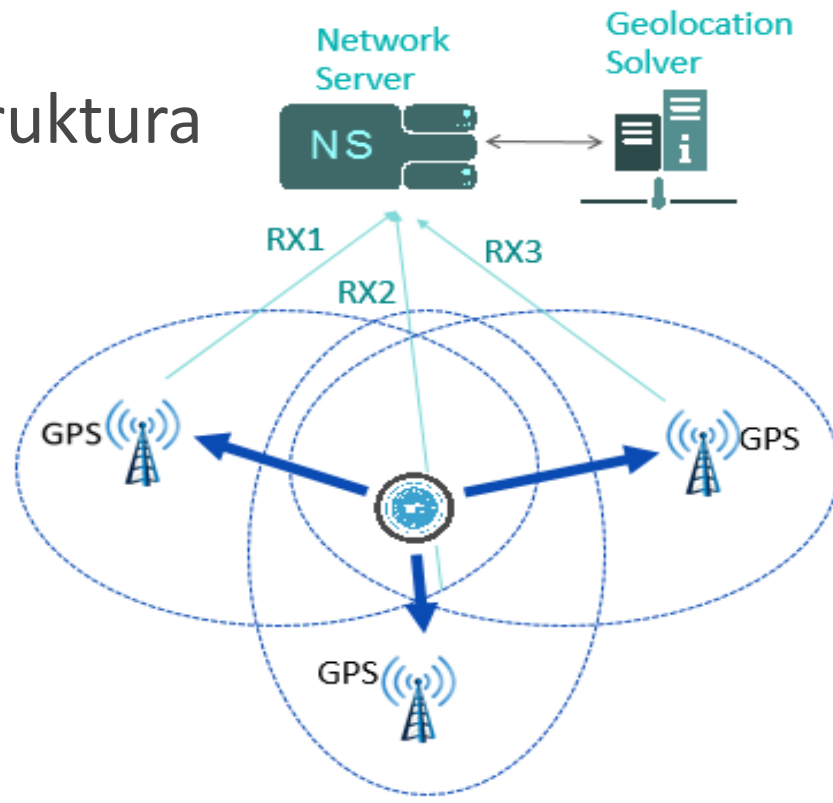 Network
Server
Geolocation
Solver
ruktura
NS
i
RX1
RX3
RX2
GPS
GPS
GPS